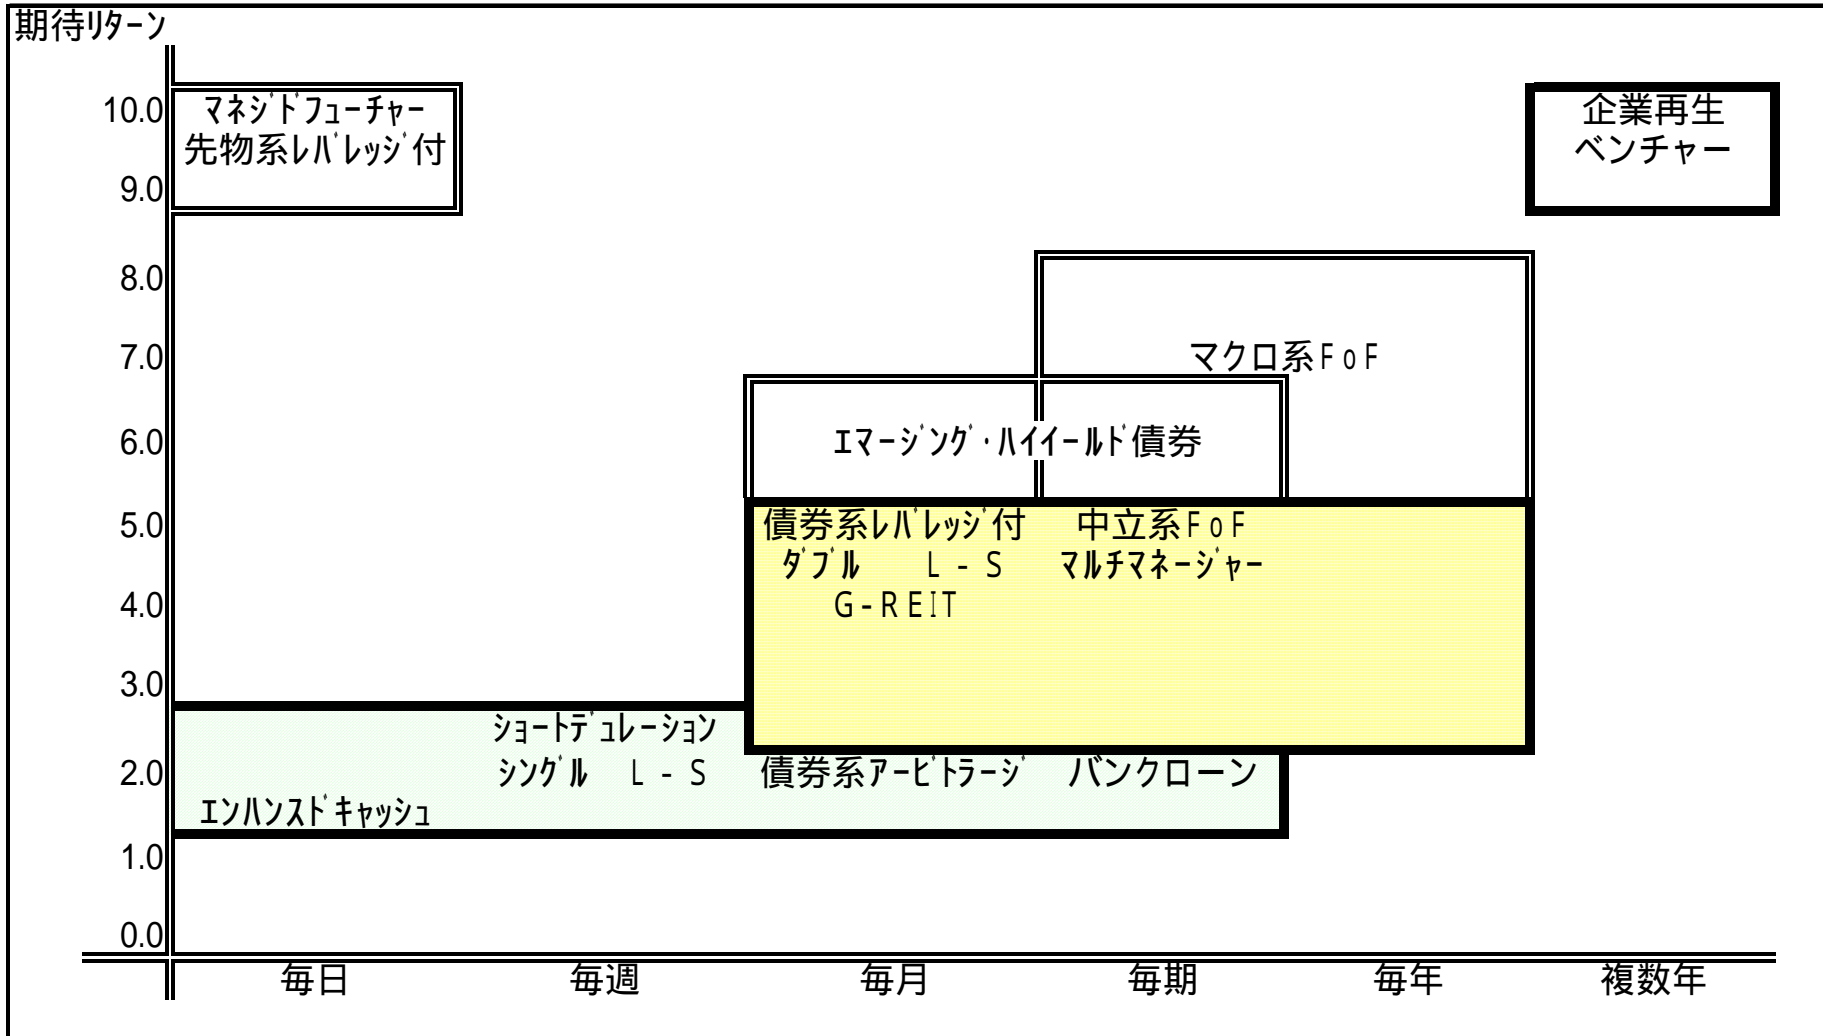 期待ﾘﾀｰﾝ
10.0
ﾏﾈｼﾞﾄﾞﾌｭｰﾁｬｰ
企業再生
先物系ﾚﾊﾞﾚｯｼﾞ付
ベンチャー
9.0
8.0
7.0
マクロ系FoF
6.0
ｴﾏｰｼﾞﾝｸﾞ･ﾊｲｲｰﾙﾄﾞ債券
5.0
債券系ﾚﾊﾞﾚｯｼﾞ付 中立系FoF
ﾀﾞﾌﾞﾙ L-S ﾏﾙﾁﾏﾈｰｼﾞｬｰ
4.0
G-REIT
3.0
ｼｮｰﾄﾃﾞｭﾚｰｼｮﾝ
2.0
ｼﾝｸﾞﾙ L-S 債券系ｱｰﾋﾞﾄﾗｰｼﾞ バンクローン
ｴﾝﾊﾝｽﾄﾞｷｬｯｼｭ
1.0
0.0
毎日 毎週 毎月 毎期 毎年 複数年